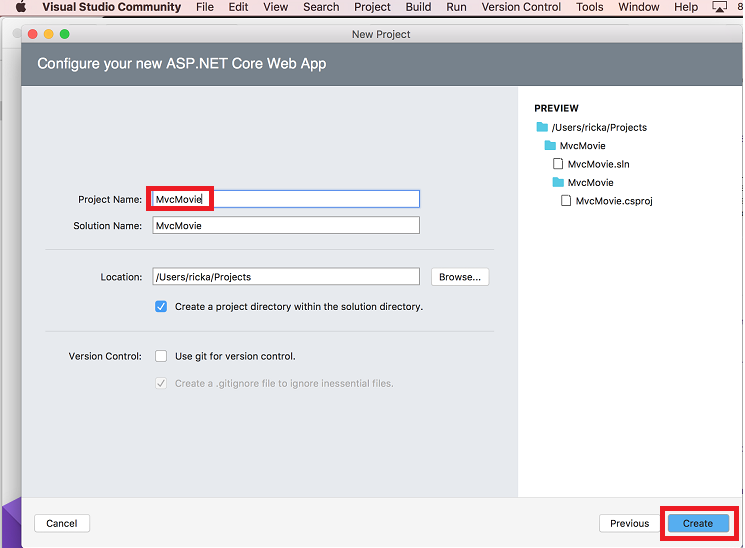 Visual Studio Community File Edit View Search Project Build Run Version Control Tools Window Help 8
New Project
Configure your new ASP.NET Core Web App
PREVIEW
/Users/ricka/Projects
MvcMovie
MvcMovie.sln
MvcMovie
MvcMovie.csproj
Project Name: MvcMovie
Solution Name: MvcMovie
Location: /Users/ricka/Projects Browse...
Create a project directory within the solution directory.
Version Control: Use git for version control.
Create a .gitignore file to ignore inessential files.
Cancel Previous Create